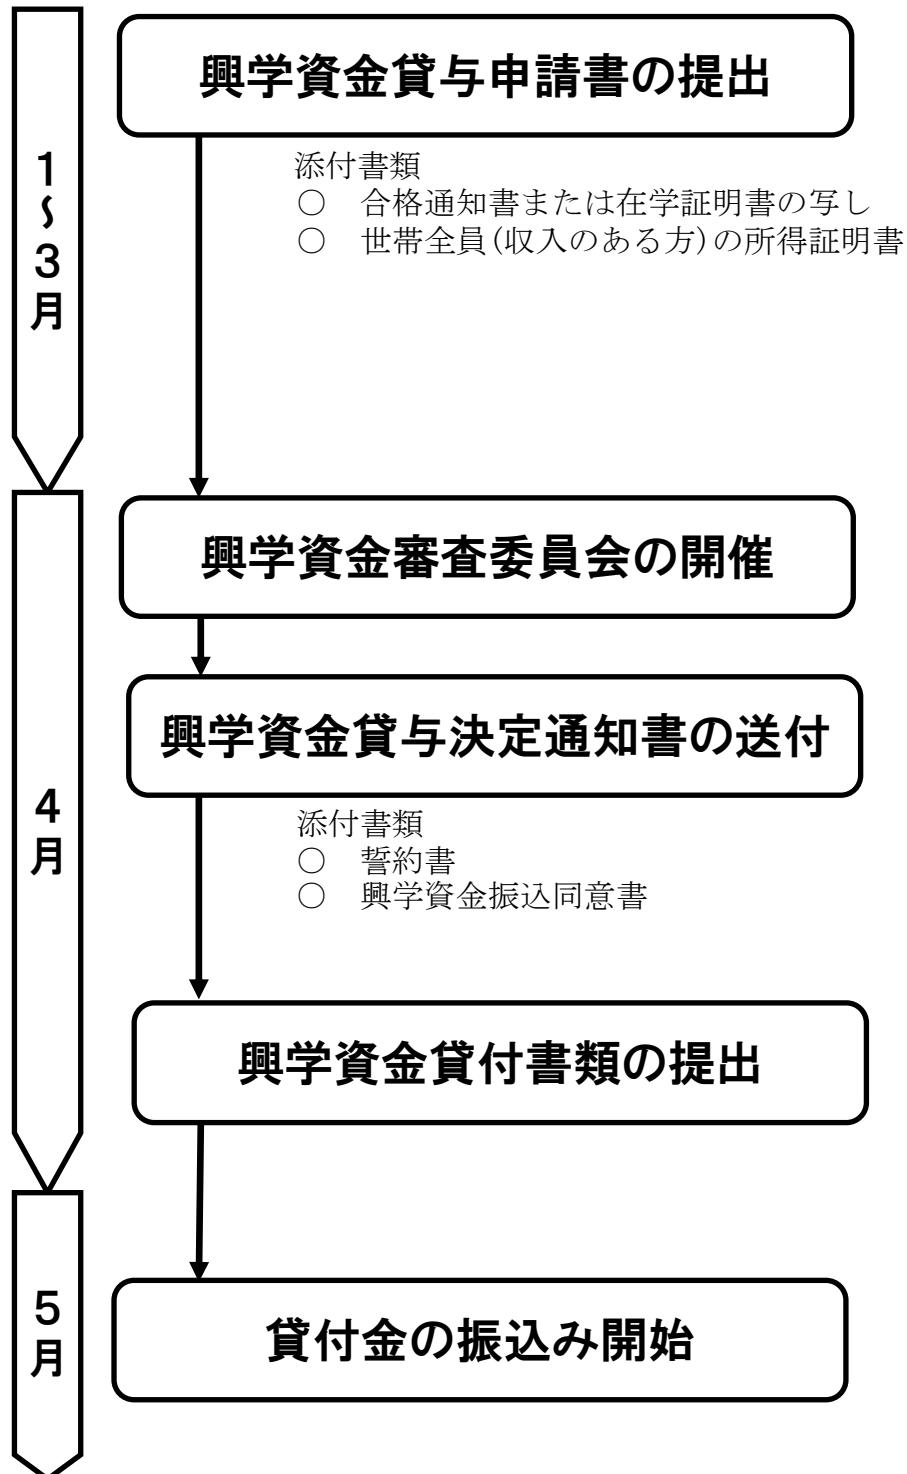 1～3月
興学資金貸与申請書の提出
添付書類
○　合格通知書または在学証明書の写し
○　世帯全員(収入のある方)の所得証明書
4月
興学資金審査委員会の開催
興学資金貸与決定通知書の送付
添付書類
○　誓約書
○　興学資金振込同意書
興学資金貸付書類の提出
5月
貸付金の振込み開始